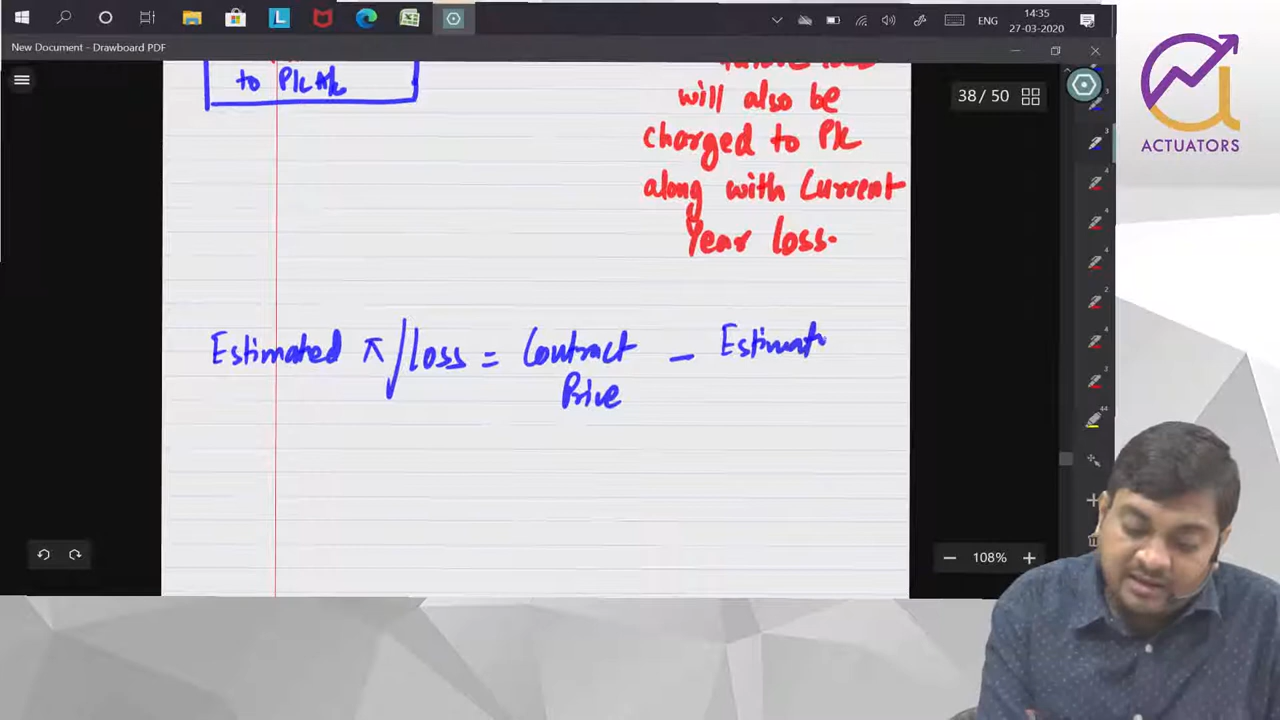 14:35
ENG
27-03-2020
New Document - Drawboard PDF
to P/L A/c
38 / 50
will also be
charged to P/L
along with Current
Year loss.
ACTUATORS
Estimated π/loss = Contract Price - Estimat
108%